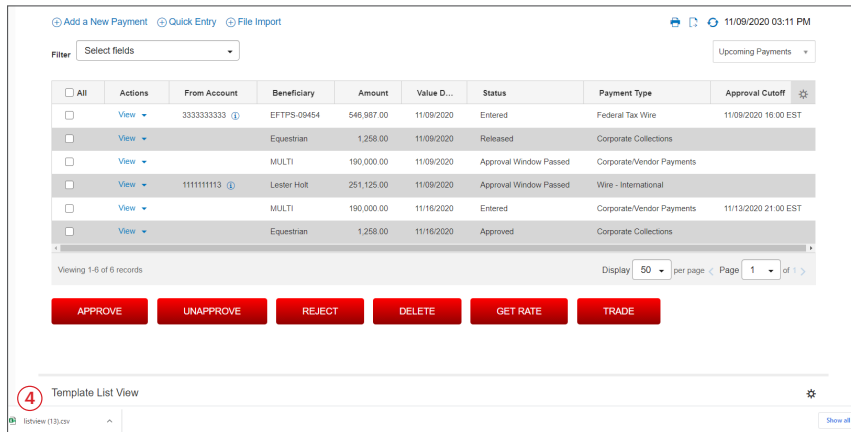 Add a New Payment Quick Entry File Import 11/09/2020 03:11 PM
Filter Select fields Upcoming Payments
All Actions From Account Beneficiary Amount Value D... Status Payment Type Approval Cutoff
View 3333333333 EFTPS-09454 546,987.00 11/09/2020 Entered Federal Tax Wire 11/09/2020 16:00 EST
View Equestrian 1,258.00 11/09/2020 Released Corporate Collections
View MULTI 190,000.00 11/09/2020 Approval Window Passed Corporate/Vendor Payments
View 1111111113 Lester Holt 251,125.00 11/09/2020 Approval Window Passed Wire - International
View MULTI 190,000.00 11/16/2020 Entered Corporate/Vendor Payments 11/13/2020 21:00 EST
View Equestrian 1,258.00 11/16/2020 Approved Corporate Collections
Viewing 1-6 of 6 records Display 50 per page < Page 1 of 1 >
APPROVE UNAPPROVE REJECT DELETE GET RATE TRADE
4 Template List View
listview (13).csv Show all